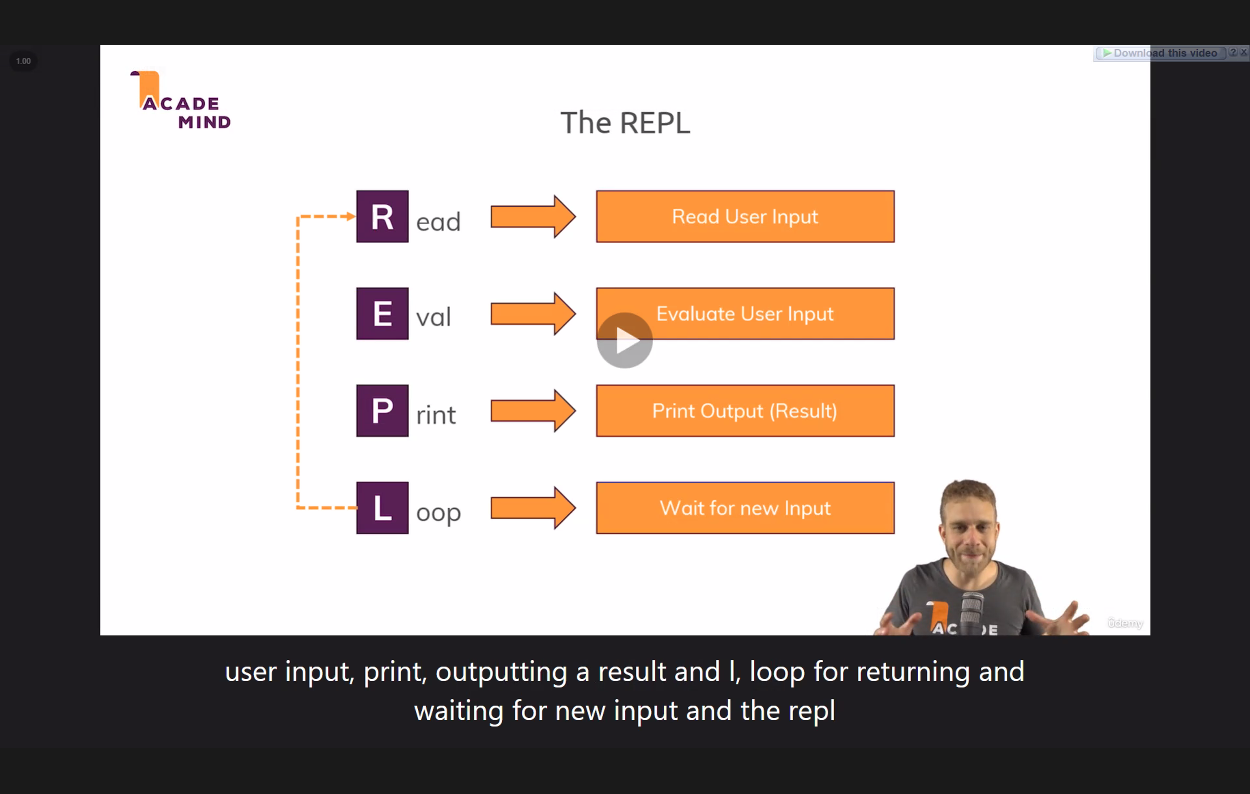 1.00
Download this video ? X
ACADE
MIND
The REPL
R ead Read User Input
E val Evaluate User Input
P rint Print Output (Result)
L oop Wait for new Input
AC DE
Udemy
user input, print, outputting a result and l, loop for returning and
waiting for new input and the repl